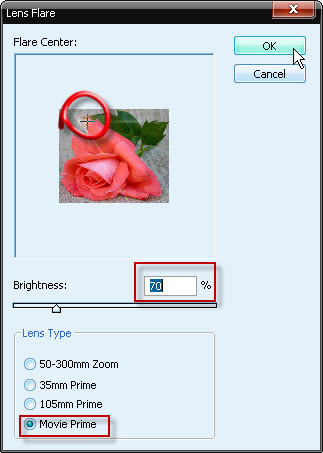 Lens Flare
Flare Center:
OK
Cancel
Brightness:
70 %
Lens Type
50-300mm Zoom
35mm Prime
105mm Prime
Movie Prime